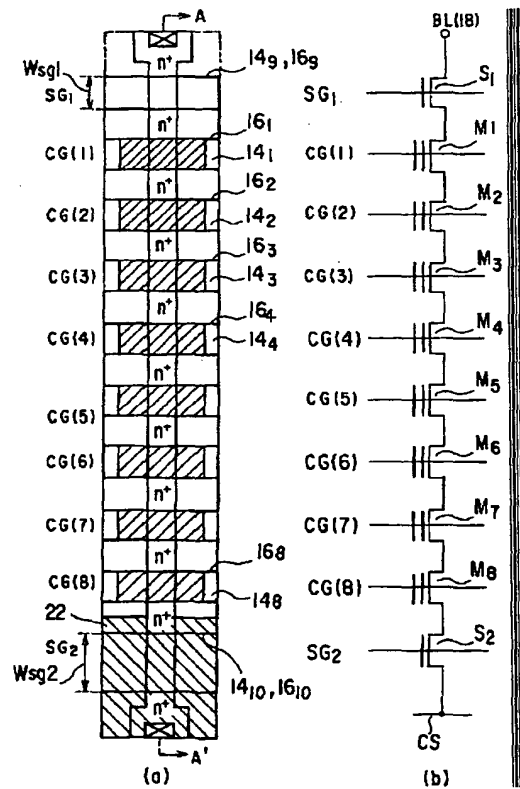 A
BL(18)
n+
Wsg1
149, 169
SG1
S1
SG1
n+
161
M1
CG(1)
141
CG(1)
n+
162
M2
CG(2)
142
CG(2)
n+
163
M3
CG(3)
143
CG(3)
n+
164
M4
CG(4)
144
CG(4)
n+
M5
CG(5)
CG(5)
n+
M6
CG(6)
CG(6)
n+
M7
CG(7)
CG(7)
n+
168
M8
CG(8)
148
CG(8)
22
n+
S2
SG2
SG2
Wsg2
1410, 1610
n+
A'
CS
(a)
(b)